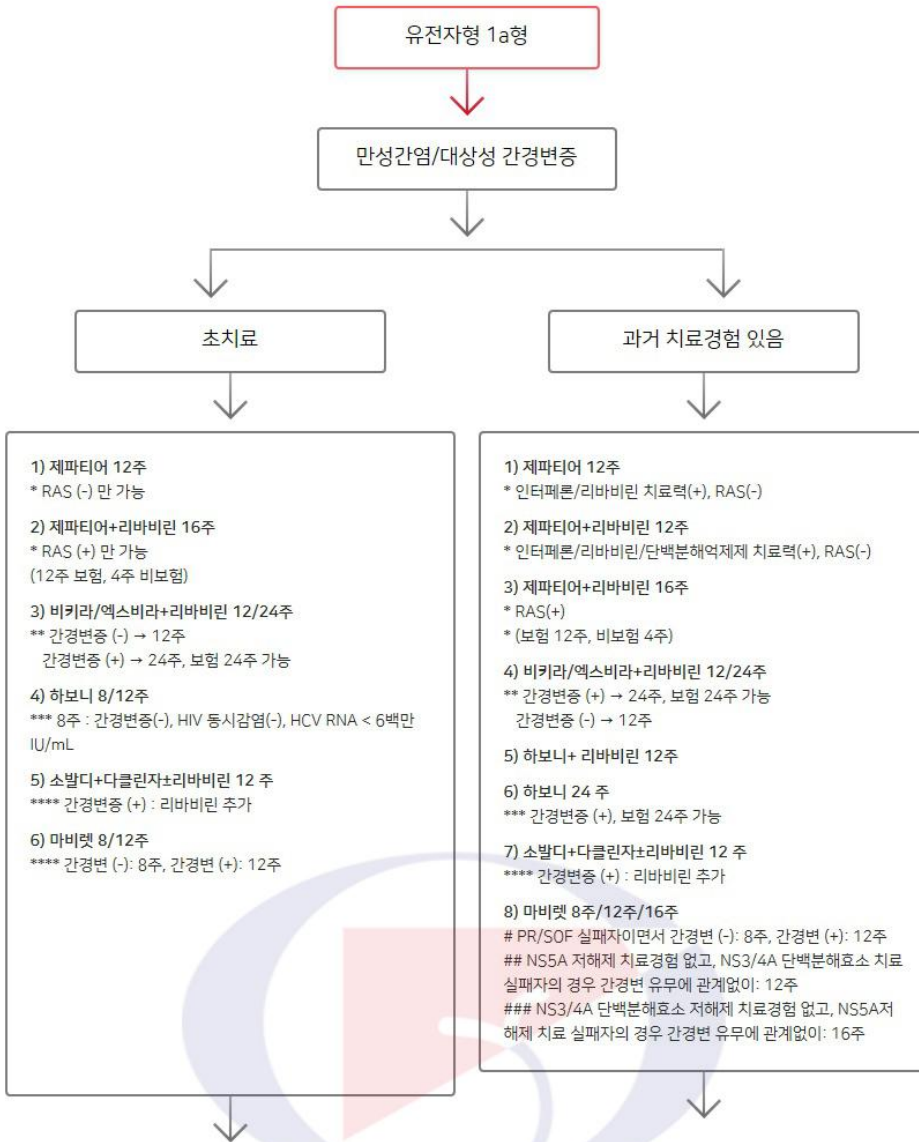 유전자형 1a형
만성간염/대상성 간경변증
초치료
과거 치료경험 있음
1) 제파티어 12주
* RAS (-) 만 가능
2) 제파티어+리바비린 16주
* RAS (+) 만 가능
(12주 보험, 4주 비보험)
3) 비키라/엑스비라+리바비린 12/24주
** 간경변증 (-) → 12주
간경변증 (+) → 24주, 보험 24주 가능
4) 하보니 8/12주
*** 8주 : 간경변증(-), HIV 동시감염(-), HCV RNA < 6백만
IU/mL
5) 소발디+다클린자±리바비린 12 주
**** 간경변증 (+) : 리바비린 추가
6) 마비렛 8/12주
**** 간경변 (-): 8주, 간경변 (+): 12주
1) 제파티어 12주
* 인터페론/리바비린 치료력(+), RAS(-)
2) 제파티어+리바비린 12주
* 인터페론/리바비린/단백분해억제제 치료력(+), RAS(-)
3) 제파티어+리바비린 16주
* RAS(+)
* (보험 12주, 비보험 4주)
4) 비키라/엑스비라+리바비린 12/24주
** 간경변증 (+) → 24주, 보험 24주 가능
간경변증 (-) → 12주
5) 하보니+ 리바비린 12주
6) 하보니 24 주
*** 간경변증 (+), 보험 24주 가능
7) 소발디+다클린자±리바비린 12 주
**** 간경변증 (+) : 리바비린 추가
8) 마비렛 8주/12주/16주
# PR/SOF 실패자이면서 간경변 (-): 8주, 간경변 (+): 12주
## NS5A 저해제 치료경험 없고, NS3/4A 단백분해효소 치료
실패자의 경우 간경변 유무에 관계없이: 12주
### NS3/4A 단백분해효소 저해제 치료경험 없고, NS5A저
해제 치료 실패자의 경우 간경변 유무에 관계없이: 16주